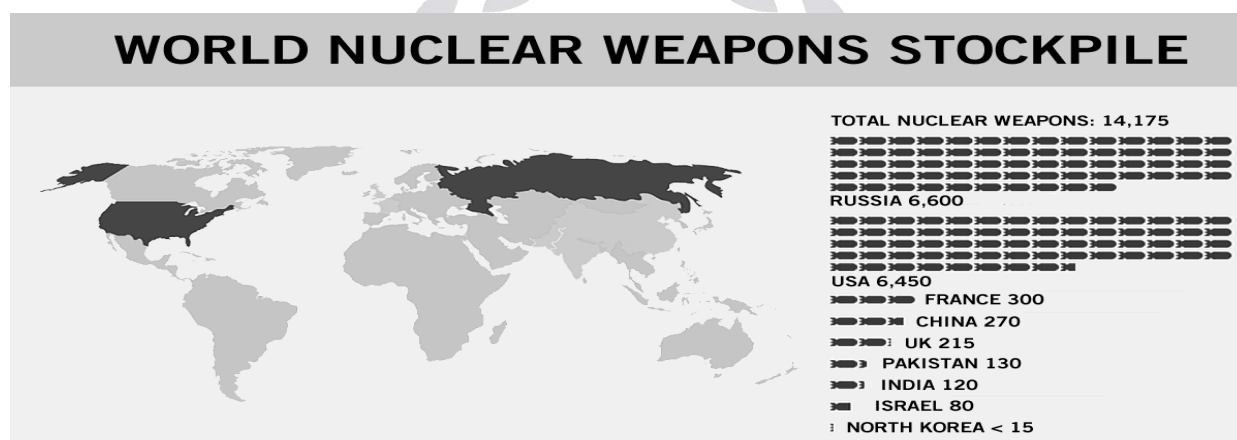 WORLD NUCLEAR WEAPONS STOCKPILE
TOTAL NUCLEAR WEAPONS: 14,175
RUSSIA 6,600
USA 6,450
FRANCE 300
CHINA 270
UK 215
PAKISTAN 130
INDIA 120
ISRAEL 80
NORTH KOREA < 15